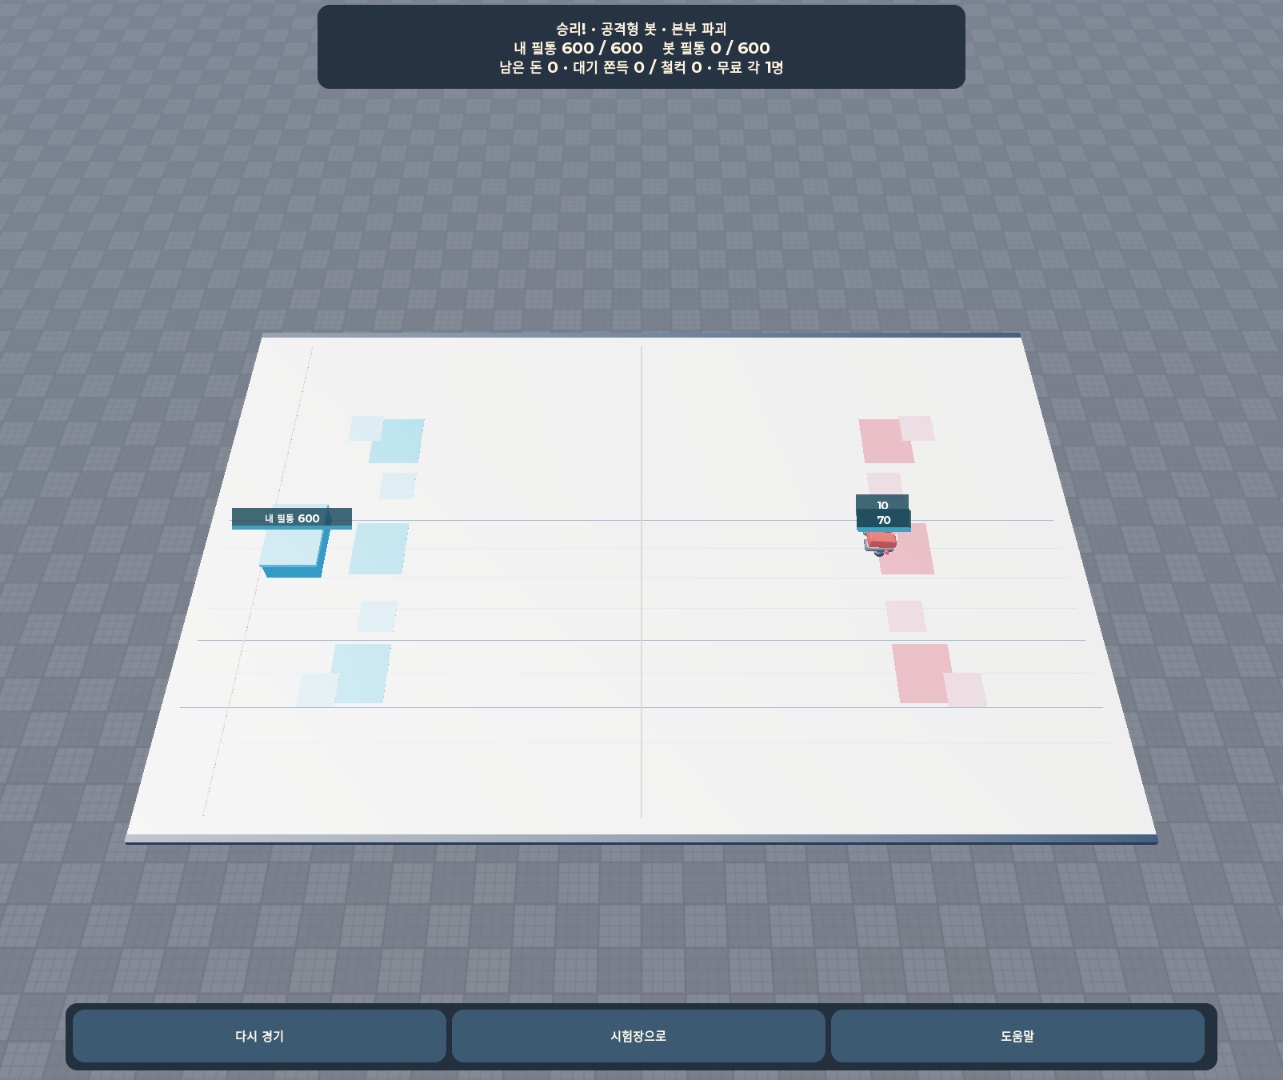 승리! · 공격형 봇 · 본부 파괴
내 필통 600 / 600 봇 필통 0 / 600
남은 돈 0 · 대기 쫀득 0 / 철컥 0 · 무료 각 1명
내 필통 600
10
70
다시 경기
시험장으로
도움말